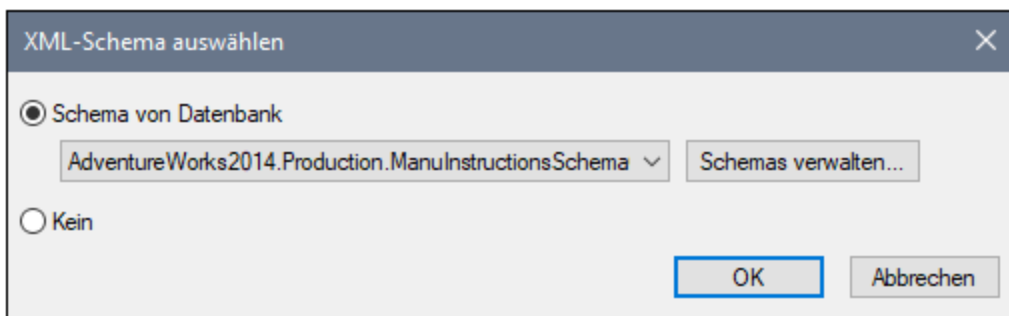 XML-Schema auswählen
Schema von Datenbank
AdventureWorks2014.Production.ManuInstructionsSchema
Schemas verwalten...
Kein
OK
Abbrechen